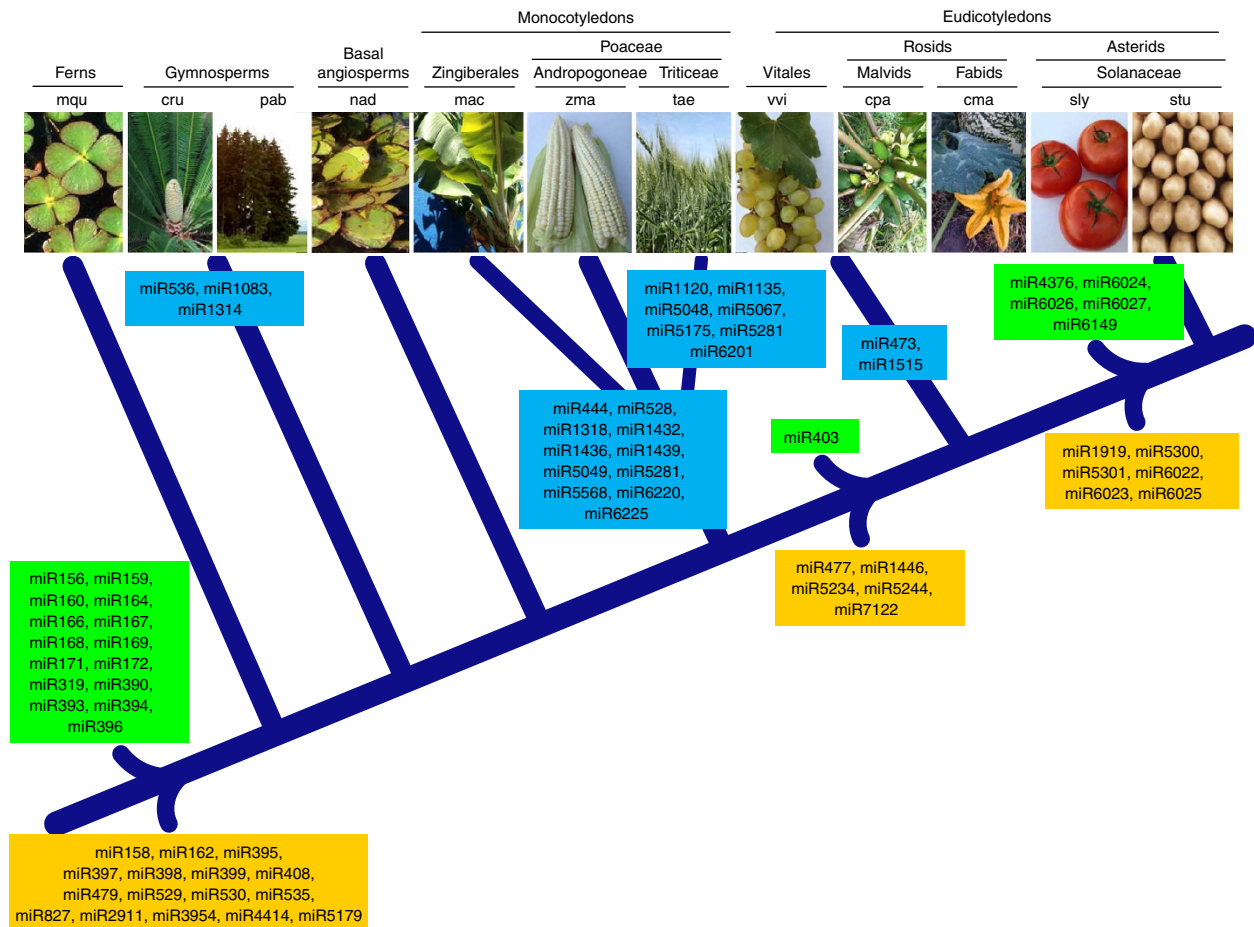 Monocotyledons
Eudicotyledons
Poaceae
Rosids
Asterids
Ferns
Gymnosperms
Basal
angiosperms
Zingiberales
Andropogoneae
Triticeae
Vitales
Malvids
Fabids
Solanaceae
mqu
cru
pab
nad
mac
zma
tae
vvi
cpa
cma
sly
stu
miR536, miR1083,
miR1314
miR1120, miR1135,
miR5048, miR5067,
miR5175, miR5281
miR6201
miR4376, miR6024,
miR6026, miR6027,
miR6149
miR473,
miR1515
miR444, miR528,
miR1318, miR1432,
miR1436, miR1439,
miR5049, miR5281,
miR5568, miR6220,
miR6225
miR403
miR1919, miR5300,
miR5301, miR6022,
miR6023, miR6025
miR477, miR1446,
miR5234, miR5244,
miR7122
miR156, miR159,
miR160, miR164,
miR166, miR167,
miR168, miR169,
miR171, miR172,
miR319, miR390,
miR393, miR394,
miR396
miR158, miR162, miR395,
miR397, miR398, miR399, miR408,
miR479, miR529, miR530, miR535,
miR827, miR2911, miR3954, miR4414, miR5179